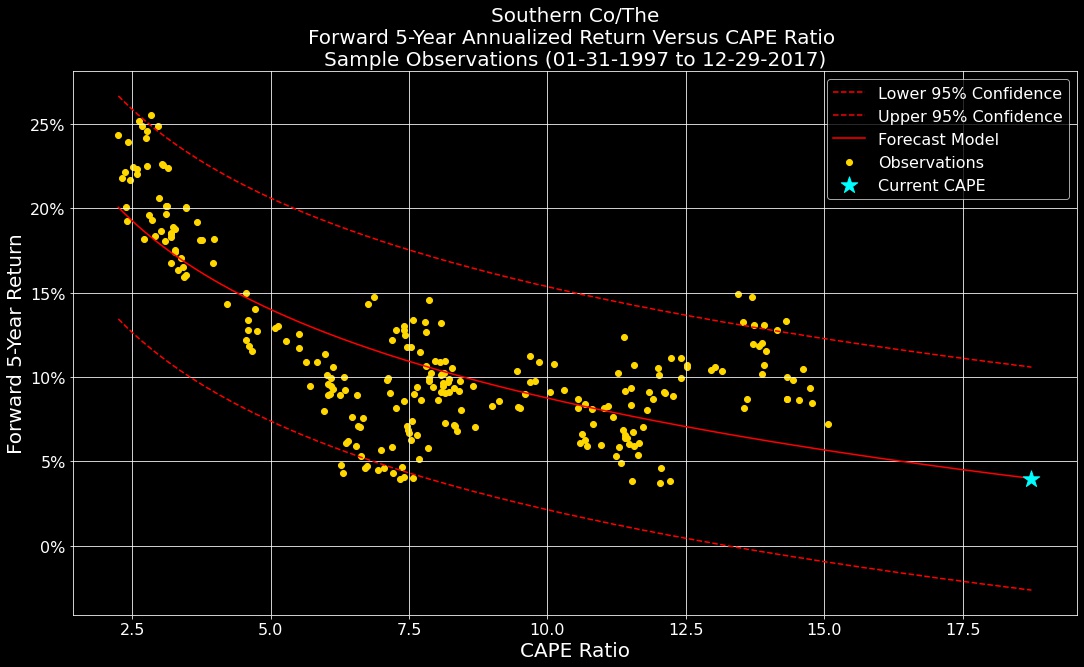 Southern Co/The
Forward 5-Year Annualized Return Versus CAPE Ratio
Sample Observations (01-31-1997 to 12-29-2017)
Lower 95% Confidence
Upper 95% Confidence
Forecast Model
Observations
Current CAPE
Forward 5-Year Return
25%
20%
15%
10%
5%
0%
2.5 5.0 7.5 10.0 12.5 15.0 17.5
CAPE Ratio